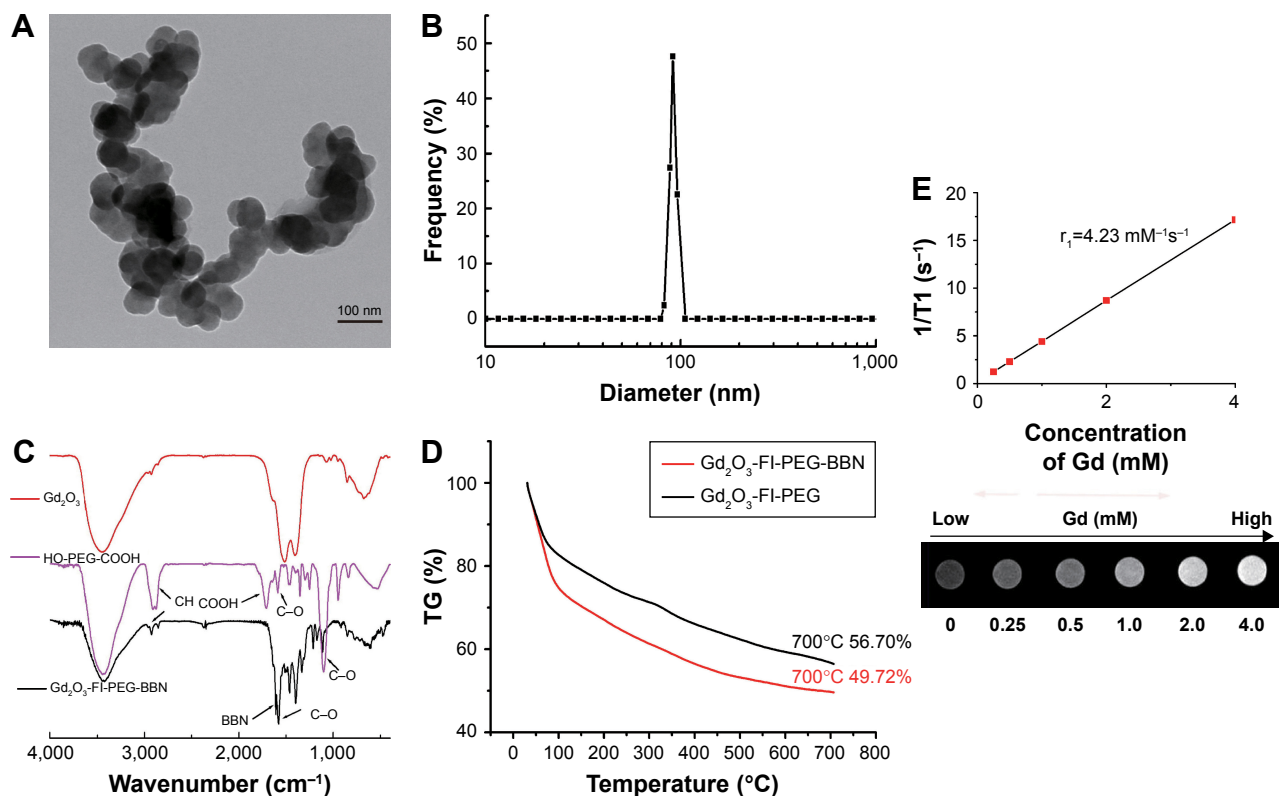 A
100 nm
B
50
40
30
20
10
0
Frequency (%)
10
100
1,000
Diameter (nm)
C
Gd₂O₃
HO-PEG-COOH
CH
COOH
C–O
C–O
Gd₂O₃-FI-PEG-BBN
BBN
C–O
4,000
3,000
2,000
1,000
Wavenumber (cm⁻¹)
D
Gd₂O₃-FI-PEG-BBN
Gd₂O₃-FI-PEG
100
80
60
40
TG (%)
700°C 56.70%
700°C 49.72%
0
100
200
300
400
500
600
700
800
Temperature (°C)
E
20
15
10
5
0
1/T1 (s⁻¹)
r₁=4.23 mM⁻¹s⁻¹
0
2
4
Concentration
of Gd (mM)
Low Gd (mM) High
0 0.25 0.5 1.0 2.0 4.0